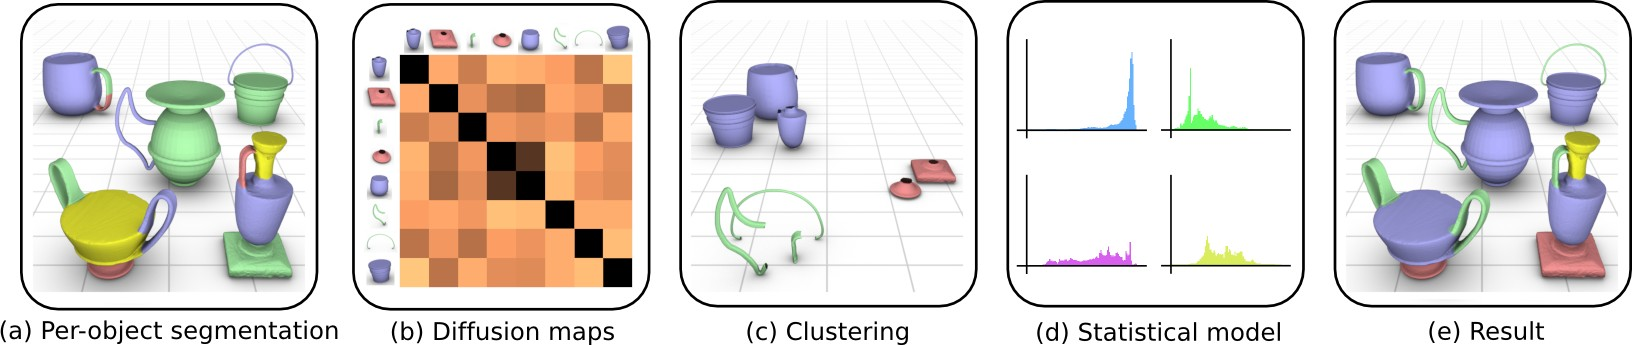 (a) Per-object segmentation
(b) Diffusion maps
(c) Clustering
(d) Statistical model
(e) Result